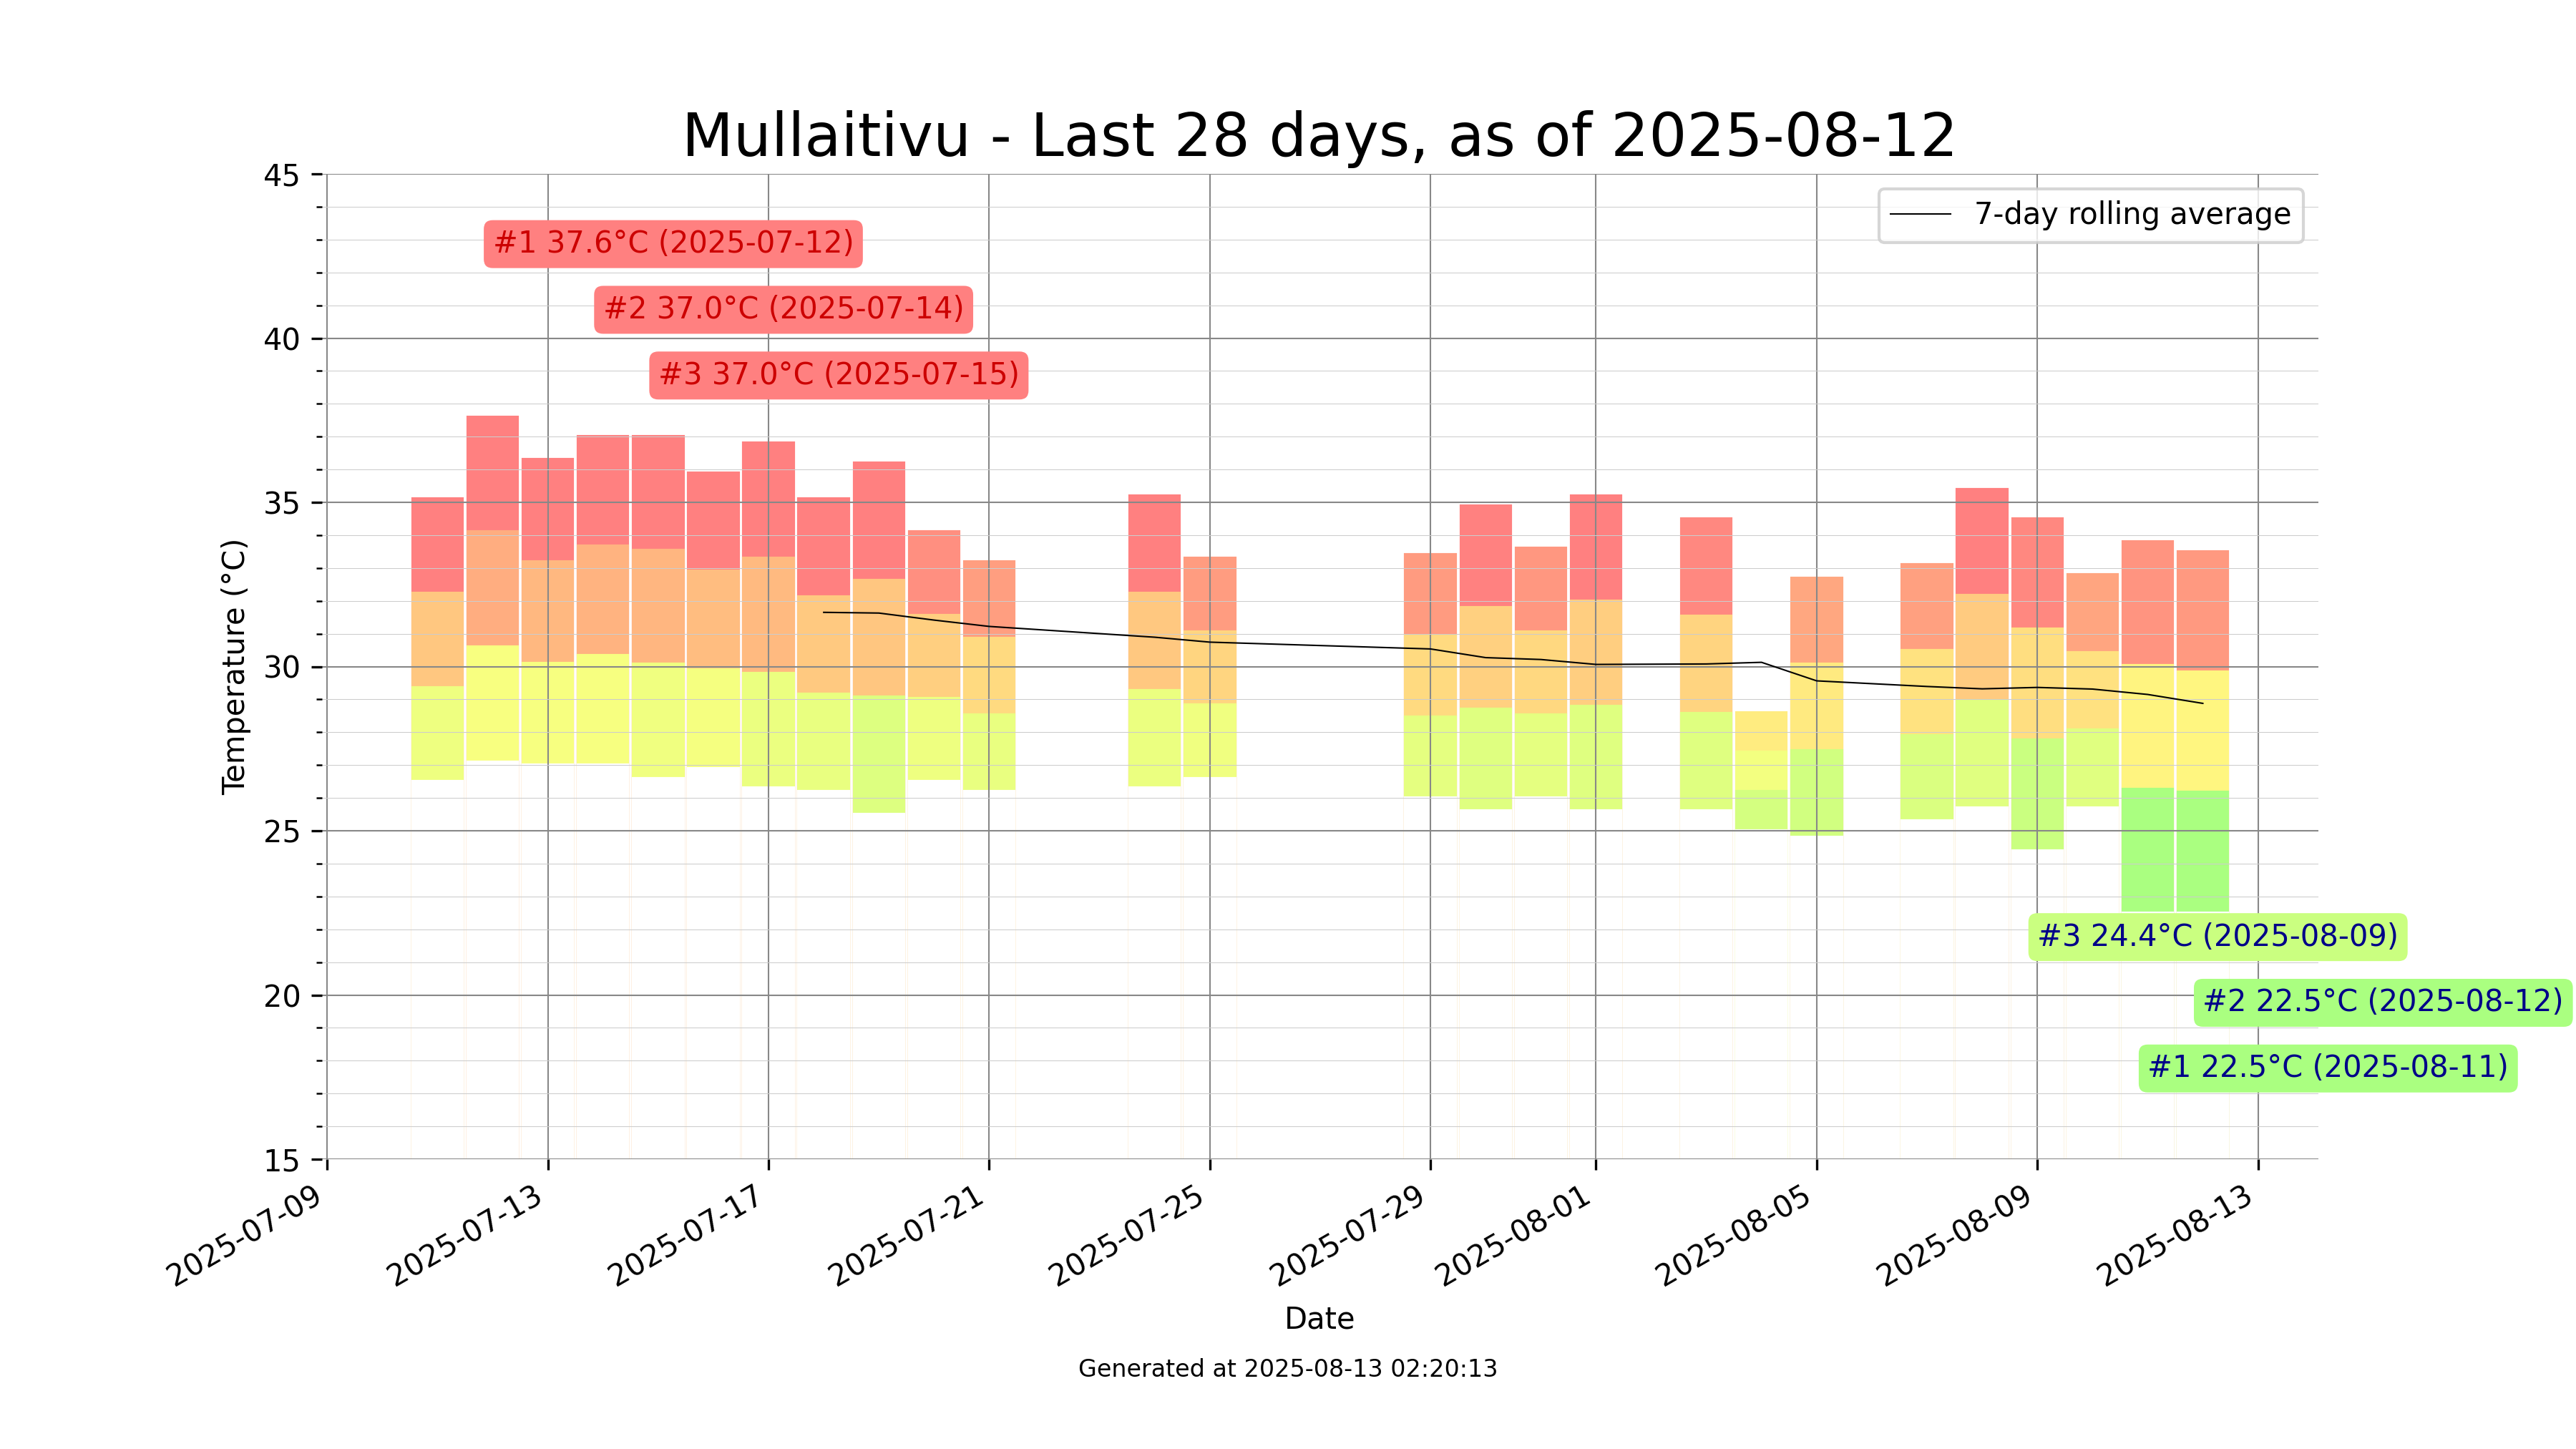 Mullaitivu - Last 28 days, as of 2025-08-12
7-day rolling average
#1 37.6°C (2025-07-12)
#2 37.0°C (2025-07-14)
#3 37.0°C (2025-07-15)
45
40
35
30
25
20
15
Temperature (°C)
#3 24.4°C (2025-08-09)
#2 22.5°C (2025-08-12)
#1 22.5°C (2025-08-11)
2025-07-09
2025-07-13
2025-07-17
2025-07-21
2025-07-25
2025-07-29
2025-08-01
2025-08-05
2025-08-09
2025-08-13
Date
Generated at 2025-08-13 02:20:13